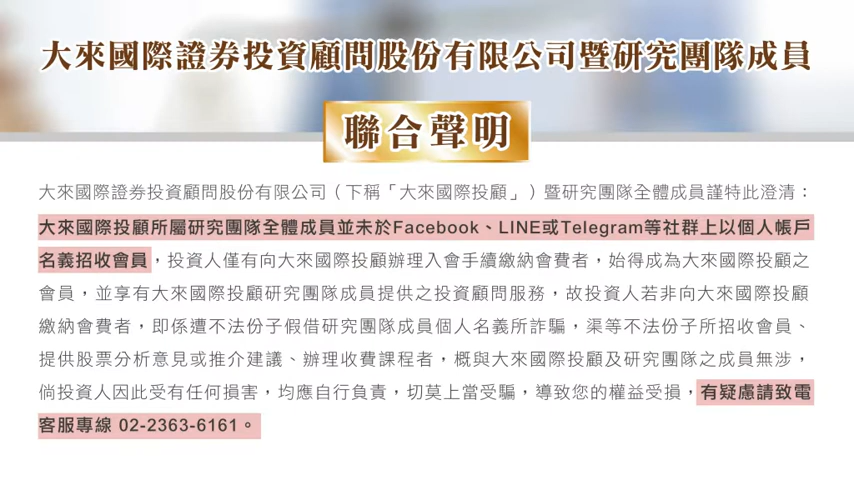 大來國際證券投資顧問股份有限公司暨研究團隊成員
聯合聲明
大來國際證券投資顧問股份有限公司（下稱「大來國際投顧」）暨研究團隊全體成員謹特此澄清：
大來國際投顧所屬研究團隊全體成員並未於Facebook、LINE或Telegram等社群上以個人帳戶
名義招收會員，投資人僅有向大來國際投顧辦理入會手續繳納會費者，始得成為大來國際投顧之
會員，並享有大來國際投顧研究團隊成員提供之投資顧問服務，故投資人若非向大來國際投顧
繳納會費者，即係遭不法份子假借研究團隊成員個人名義所詐騙，渠等不法份子所招收會員、
提供股票分析意見或推介建議、辦理收費課程者，概與大來國際投顧及研究團隊之成員無涉，
倘投資人因此受有任何損害，均應自行負責，切莫上當受騙，導致您的權益受損，有疑慮請致電
客服專線 02-2363-6161。